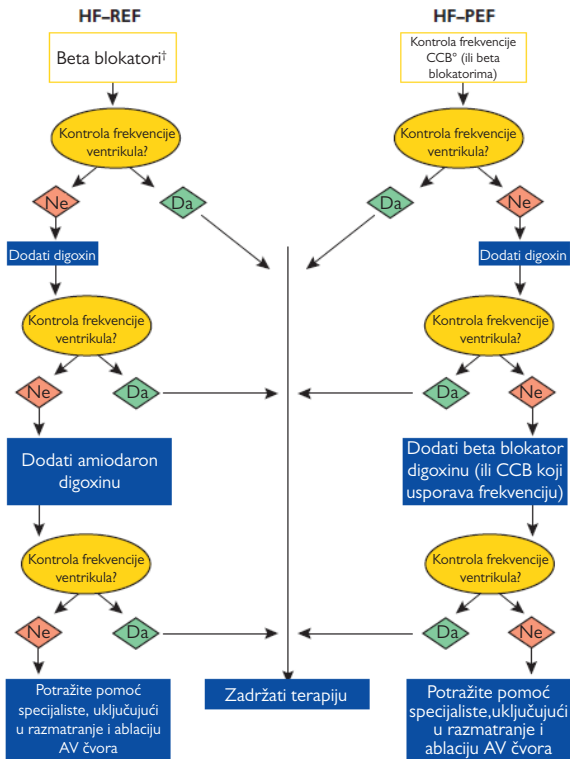 HF–REF
HF–PEF
Beta blokatori†
Kontrola frekvencije
CCB° (ili beta
blokatorima)
Kontrola frekvencije
ventrikula?
Kontrola frekvencije
ventrikula?
Ne
Da
Da
Ne
Dodati digoxin
Dodati digoxin
Kontrola frekvencije
ventrikula?
Kontrola frekvencije
ventrikula?
Ne
Da
Da
Ne
Dodati amiodaron
digoxinu
Dodati beta blokator
digoxinu (ili CCB koji
usporava frekvenciju)
Kontrola frekvencije
ventrikula?
Kontrola frekvencije
ventrikula?
Ne
Da
Da
Ne
Potražite pomoć
specijaliste, uključujući
u razmatranje i ablaciju
AV čvora
Zadržati terapiju
Potražite pomoć
specijaliste,uključujući
u razmatranje i
ablaciju AV čvora